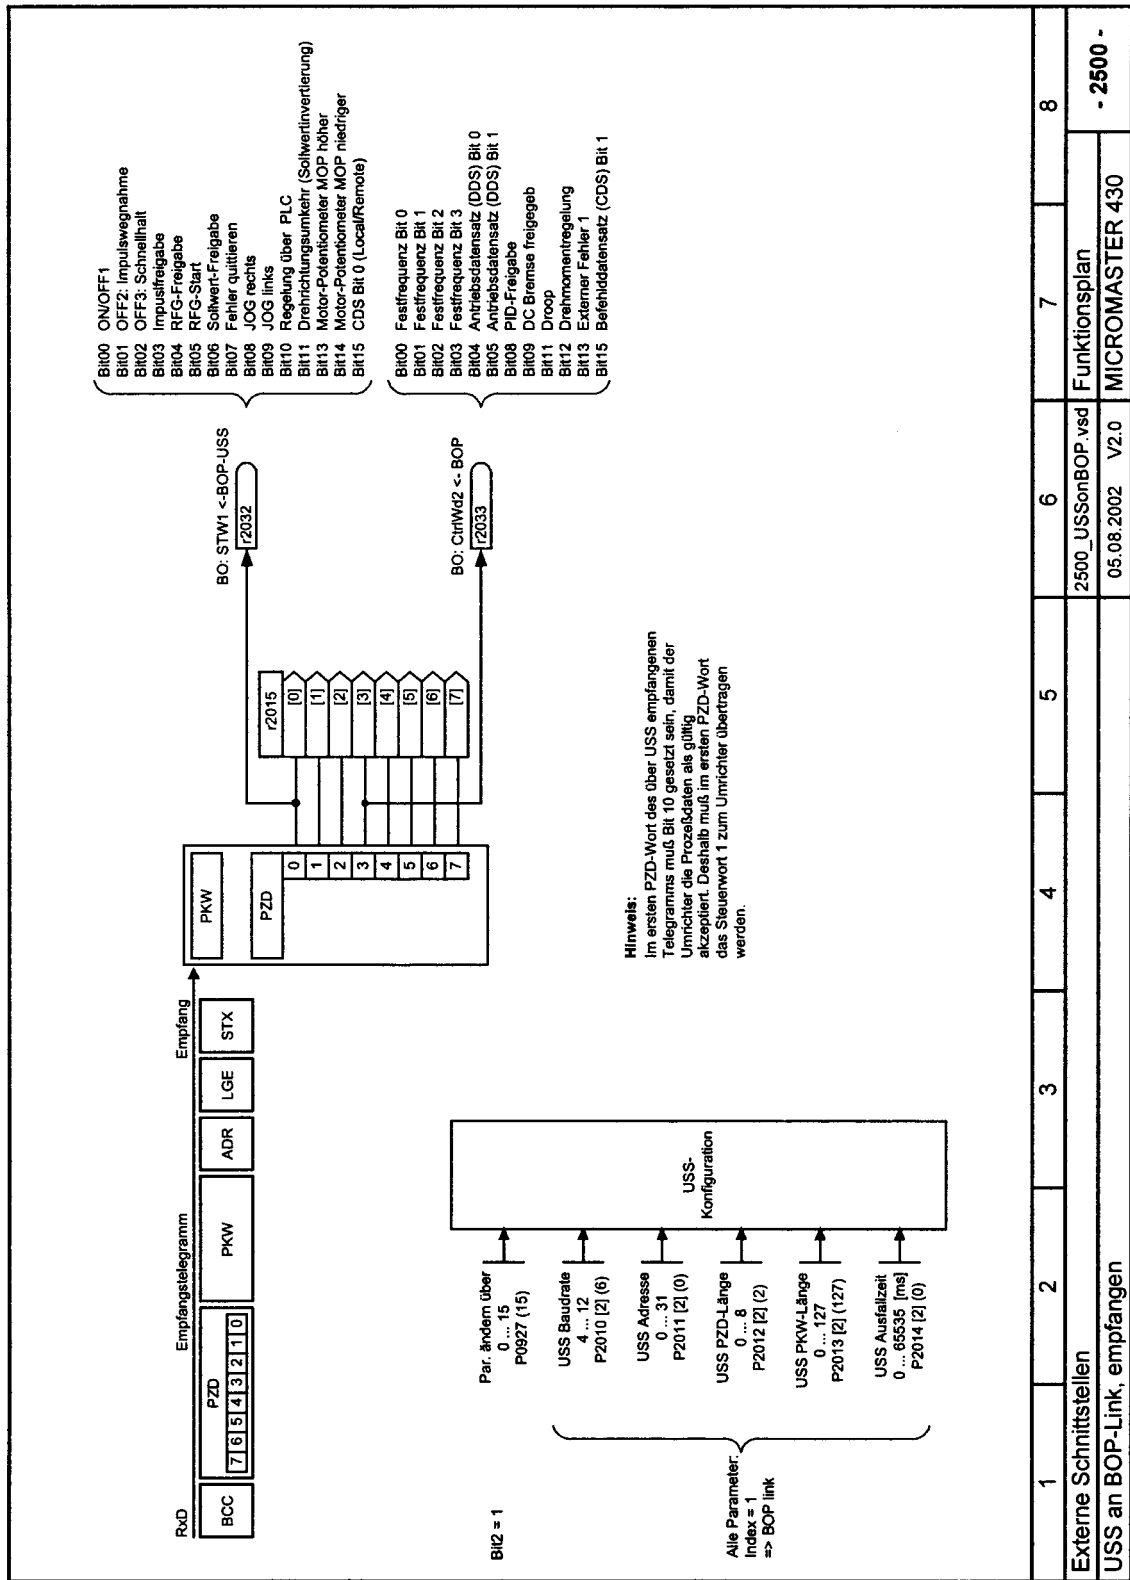 RxD
Empfangstelegramm
Empfang
BCC
PZD
7 6 5 4 3 2 1 0
PKW
ADR
LGE
STX
PKW
PZD
0
1
2
3
4
5
6
7
r2015
[0]
[1]
[2]
[3]
[4]
[5]
[6]
[7]
BO: STW1 <-BOP-USS
r2032
BO: CtrlWd2 <- BOP
r2033
Bit00 ON/OFF1
Bit01 OFF2: Impulswegnahme
Bit02 OFF3: Schnellhalt
Bit03 Impulsfreigabe
Bit04 RFG-Freigabe
Bit05 RFG-Start
Bit06 Sollwert-Freigabe
Bit07 Fehler quittieren
Bit08 JOG rechts
Bit09 JOG links
Bit10 Regelung über PLC
Bit11 Drehrichtungsumkehr (Sollwertinvertierung)
Bit13 Motor-Potentiometer MOP höher
Bit14 Motor-Potentiometer MOP niedriger
Bit15 CDS Bit 0 (Local/Remote)
Bit00 Festfrequenz Bit 0
Bit01 Festfrequenz Bit 1
Bit02 Festfrequenz Bit 2
Bit03 Festfrequenz Bit 3
Bit04 Antriebsdatensatz (DDS) Bit 0
Bit05 Antriebsdatensatz (DDS) Bit 1
Bit08 PID-Freigabe
Bit09 DC Bremse freigegeb
Bit11 Droop
Bit12 Drehmomentregelung
Bit13 Externer Fehler 1
Bit15 Befehlddatensatz (CDS) Bit 1
Bit2 = 1
Par. ändern über
0 ... 15
P0927 (15)
USS Baudrate
4 ... 12
P2010 [2] (6)
USS Adresse
0 ... 31
P2011 [2] (0)
USS PZD-Länge
0 ... 8
P2012 [2] (2)
USS PKW-Länge
0 ... 127
P2013 [2] (127)
USS Ausfallzeit
0 ... 65535 [ms]
P2014 [2] (0)
Alle Parameter:
Index = 1
=> BOP link
USS-
Konfiguration
Hinweis:
Im ersten PZD-Wort des über USS empfangenen
Telegramms muß Bit 10 gesetzt sein, damit der
Umrichter die Prozeßdaten als gültig
akzeptiert. Deshalb muß im ersten PZD-Wort
das Steuerwort 1 zum Umrichter übertragen
werden.
1 2 3 4 5 6 7 8
Externe Schnittstellen
2500_USSonBOP.vsd
Funktionsplan
- 2500 -
USS an BOP-Link, empfangen
05.08.2002 V2.0
MICROMASTER 430